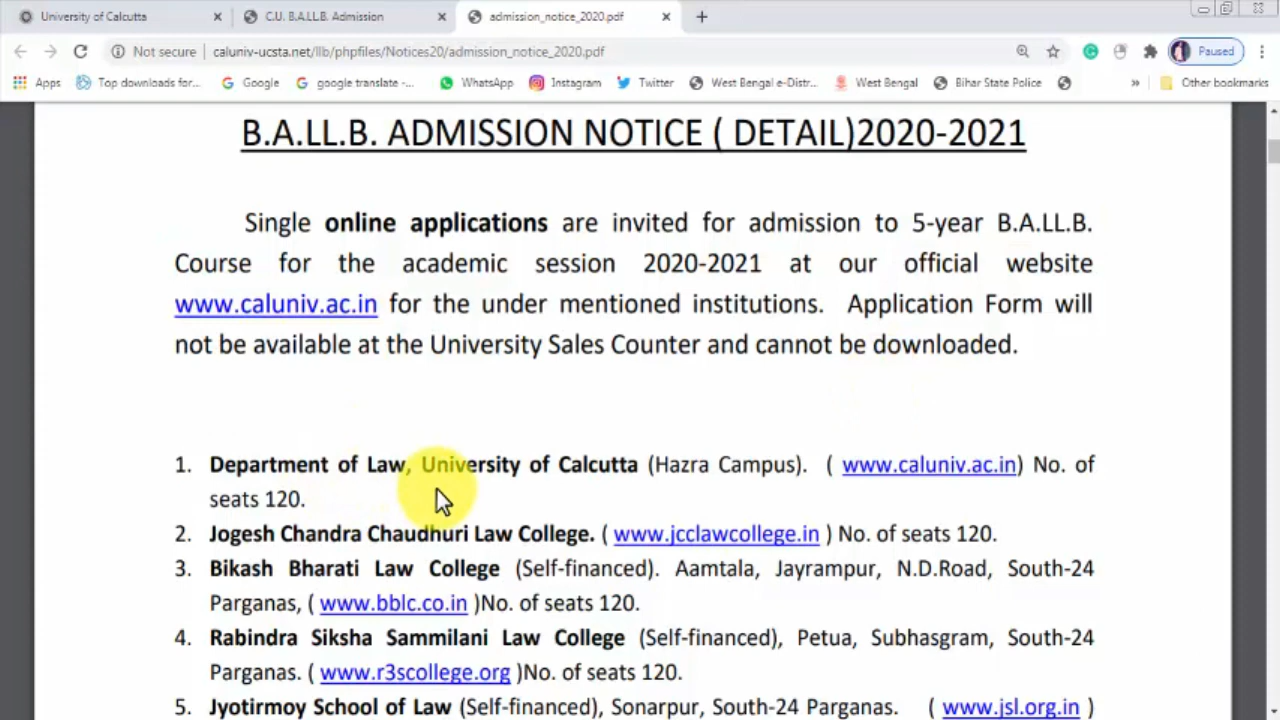 University of Calcutta
C.U. B.A.LL.B. Admission
admission_notice_2020.pdf
Not secure
caluniv-ucsta.net/llb/phpfiles/Notices20/admission_notice_2020.pdf
Paused
Apps
Top downloads for...
Google
google translate -...
WhatsApp
Instagram
Twitter
West Bengal e-Distr...
West Bengal
Bihar State Police
Other bookmarks
B.A.LL.B. ADMISSION NOTICE ( DETAIL)2020-2021
Single online applications are invited for admission to 5-year B.A.LL.B.
Course for the academic session 2020-2021 at our official website
www.caluniv.ac.in for the under mentioned institutions. Application Form will
not be available at the University Sales Counter and cannot be downloaded.
1. Department of Law, University of Calcutta (Hazra Campus). ( www.caluniv.ac.in) No. of
seats 120.
2. Jogesh Chandra Chaudhuri Law College. ( www.jcclawcollege.in ) No. of seats 120.
3. Bikash Bharati Law College (Self-financed). Aamtala, Jayrampur, N.D.Road, South-24
Parganas, ( www.bblc.co.in )No. of seats 120.
4. Rabindra Siksha Sammilani Law College (Self-financed), Petua, Subhasgram, South-24
Parganas. ( www.r3scollege.org )No. of seats 120.
5. Jyotirmoy School of Law (Self-financed), Sonarpur, South-24 Parganas. ( www.jsl.org.in )